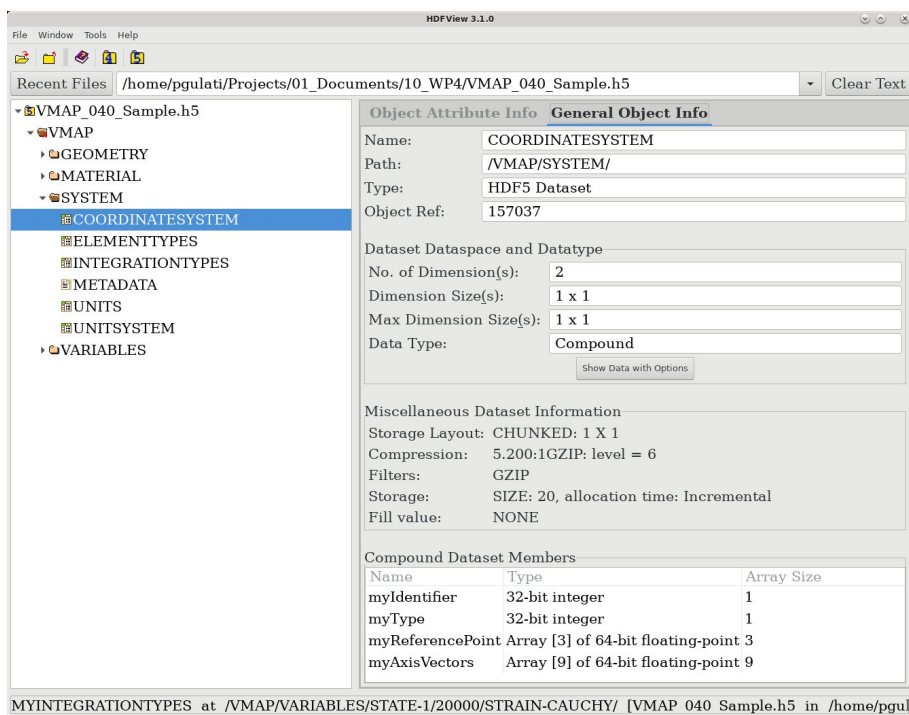 HDFView 3.1.0
File Window Tools Help
Recent Files /home/pgulati/Projects/01_Documents/10_WP4/VMAP_040_Sample.h5 Clear Text
VMAP_040_Sample.h5
VMAP
GEOMETRY
MATERIAL
SYSTEM
COORDINATESYSTEM
ELEMENTTYPES
INTEGRATIONTYPES
METADATA
UNITS
UNITSYSTEM
VARIABLES
Object Attribute Info General Object Info
Name: COORDINATESYSTEM
Path: /VMAP/SYSTEM/
Type: HDF5 Dataset
Object Ref: 157037
Dataset Dataspace and Datatype
No. of Dimension(s): 2
Dimension Size(s): 1 x 1
Max Dimension Size(s): 1 x 1
Data Type: Compound
Show Data with Options
Miscellaneous Dataset Information
Storage Layout: CHUNKED: 1 X 1
Compression: 5.200:1GZIP: level = 6
Filters: GZIP
Storage: SIZE: 20, allocation time: Incremental
Fill value: NONE
Compound Dataset Members
Name Type Array Size
myIdentifier 32-bit integer 1
myType 32-bit integer 1
myReferencePoint Array [3] of 64-bit floating-point 3
myAxisVectors Array [9] of 64-bit floating-point 9
MYINTEGRATIONTYPES at /VMAP/VARIABLES/STATE-1/20000/STRAIN-CAUCHY/ [VMAP_040_Sample.h5 in /home/pgul